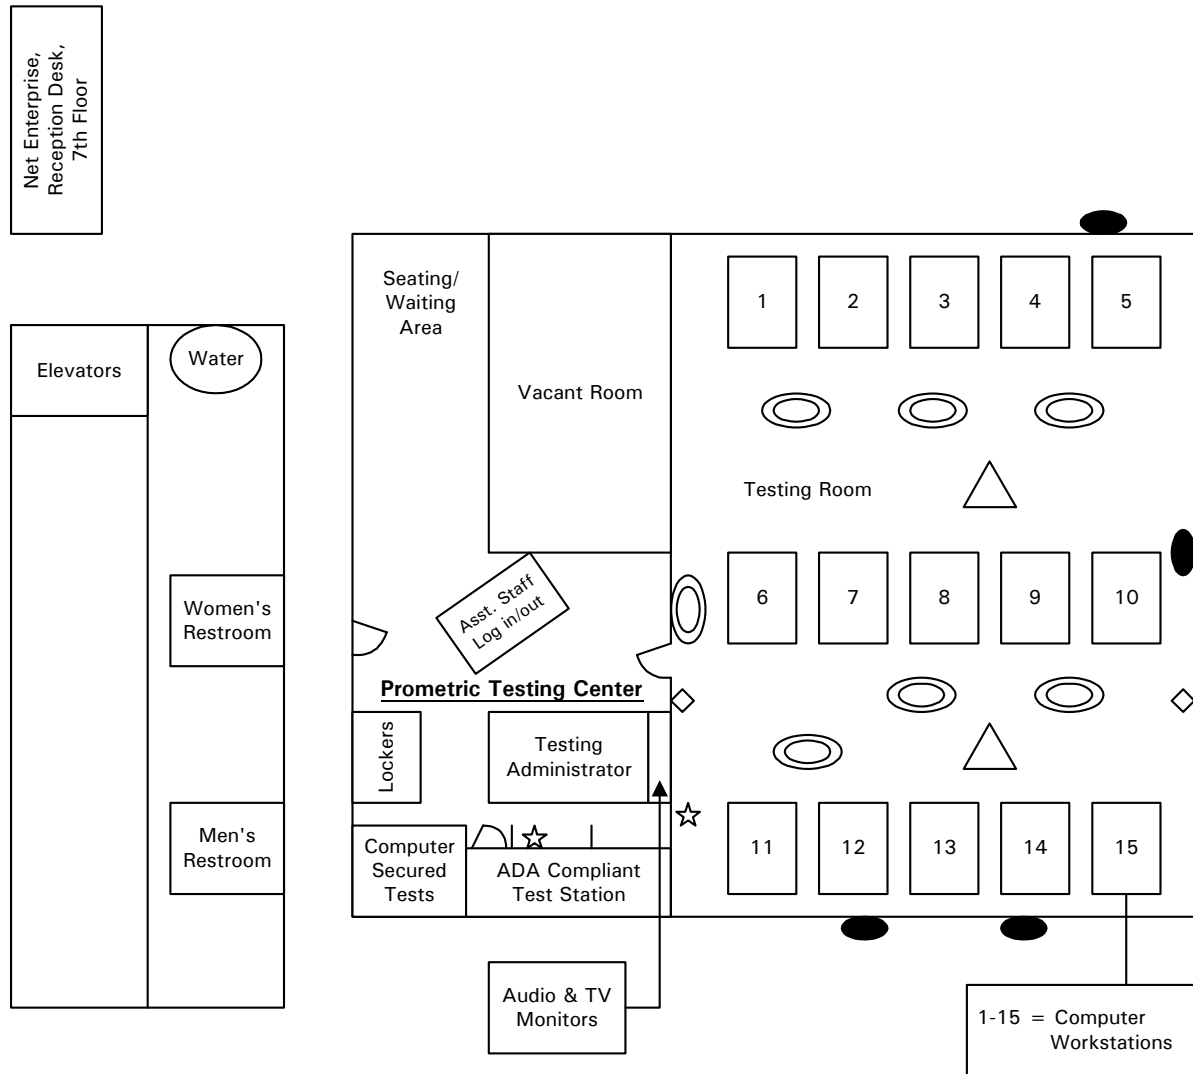 Net Enterprise,
Reception Desk,
7th Floor
Seating/
Waiting
Area
Vacant Room
1
2
3
4
5
Elevators
Water
Testing Room
Women's
Restroom
Asst. Staff
Log in/out
6
7
8
9
10
Prometric Testing Center
Lockers
Testing
Administrator
Men's
Restroom
Computer
Secured
Tests
ADA Compliant
Test Station
11
12
13
14
15
Audio & TV
Monitors
1-15 = Computer
Workstations